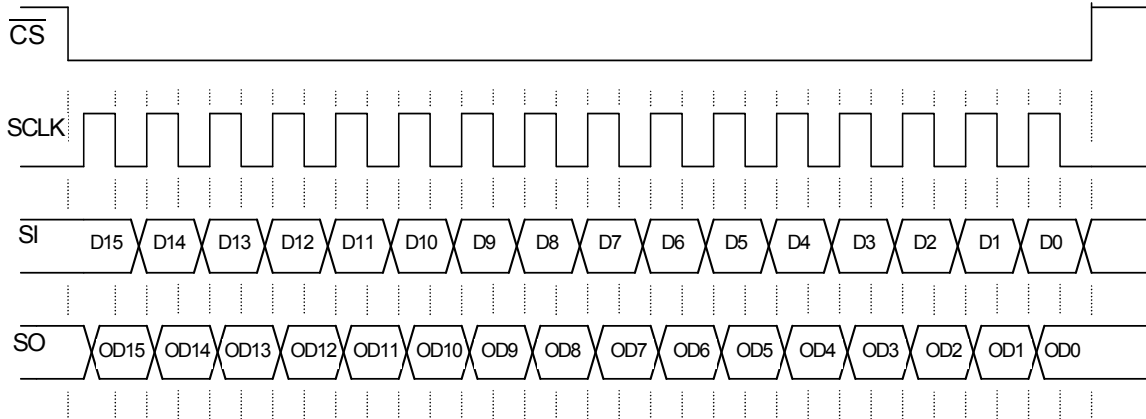 CS
SCLK
SI D15 D14 D13 D12 D11 D10 D9 D8 D7 D6 D5 D4 D3 D2 D1 D0
SO OD15 OD14 OD13 OD12 OD11 OD10 OD9 OD8 OD7 OD6 OD5 OD4 OD3 OD2 OD1 OD0